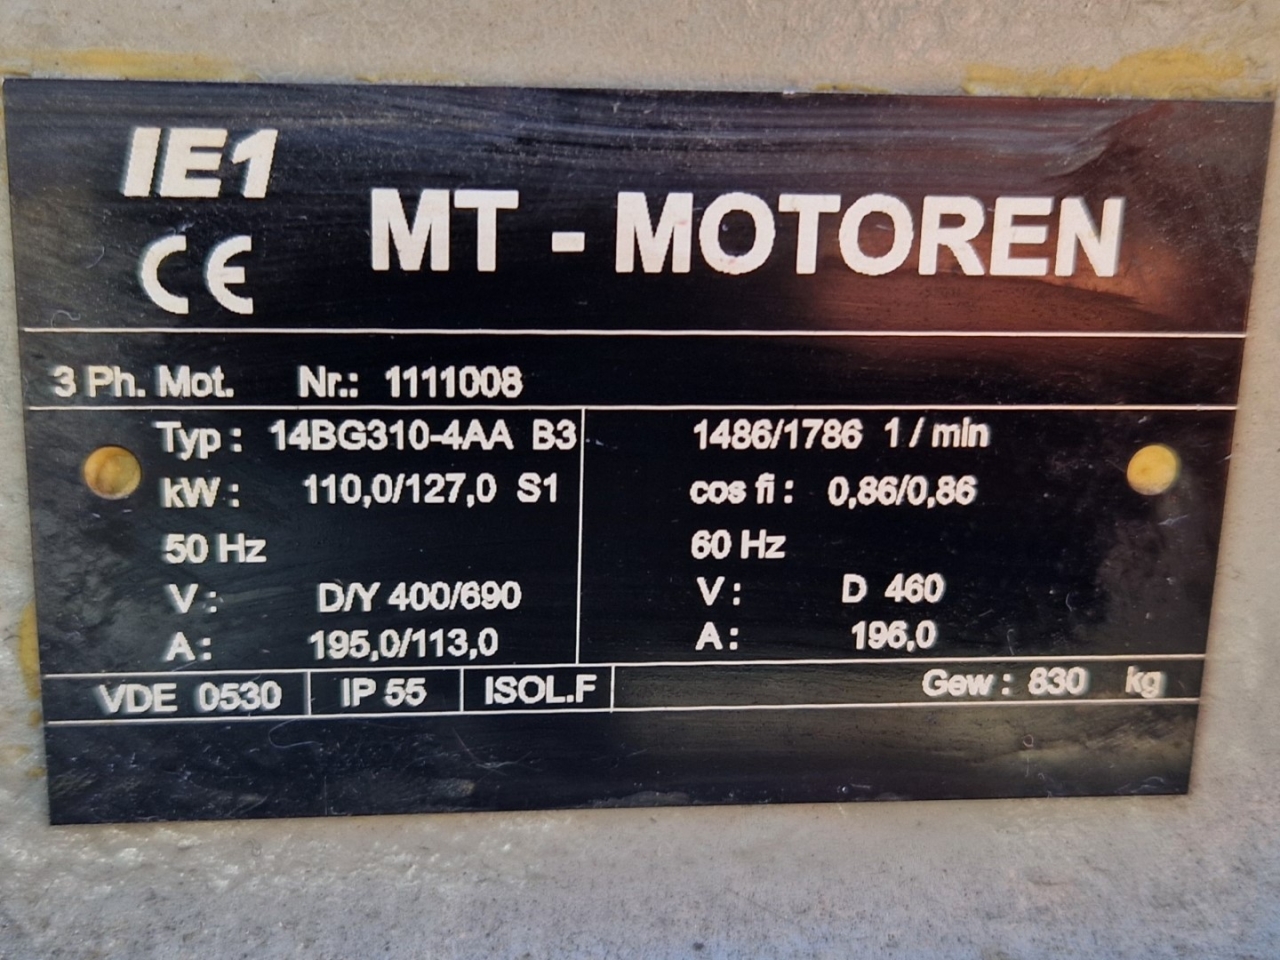 IE1
CE
MT - MOTOREN
3 Ph. Mot. Nr.: 1111008
Typ : 14BG310-4AA B3
kW : 110,0/127,0 S1
50 Hz
V : D/Y 400/690
A : 195,0/113,0
1486/1786 1 / min
cos fi : 0,86/0,86
60 Hz
V : D 460
A : 196,0
VDE 0530 IP 55 ISOL.F Gew : 830 kg